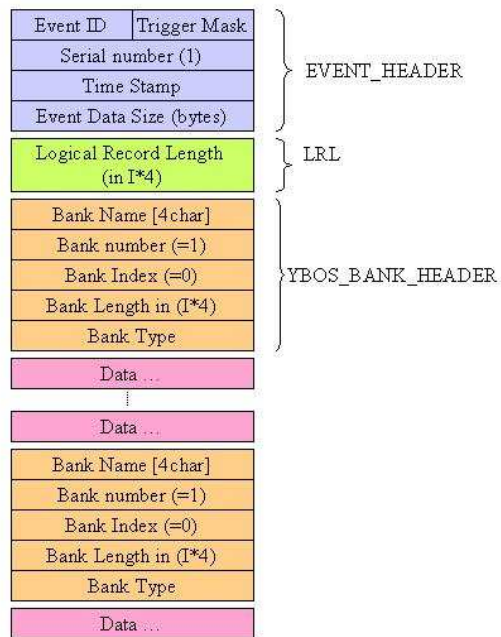 Event ID Trigger Mask
Serial number (1)
Time Stamp
Event Data Size (bytes)
EVENT_HEADER
Logical Record Length
(in I*4)
LRL
Bank Name [4char]
Bank number (=1)
Bank Index (=0)
Bank Length in (I*4)
Bank Type
YBOS_BANK_HEADER
Data ...
Data ...
Bank Name [4char]
Bank number (=1)
Bank Index (=0)
Bank Length in (I*4)
Bank Type
Data ...